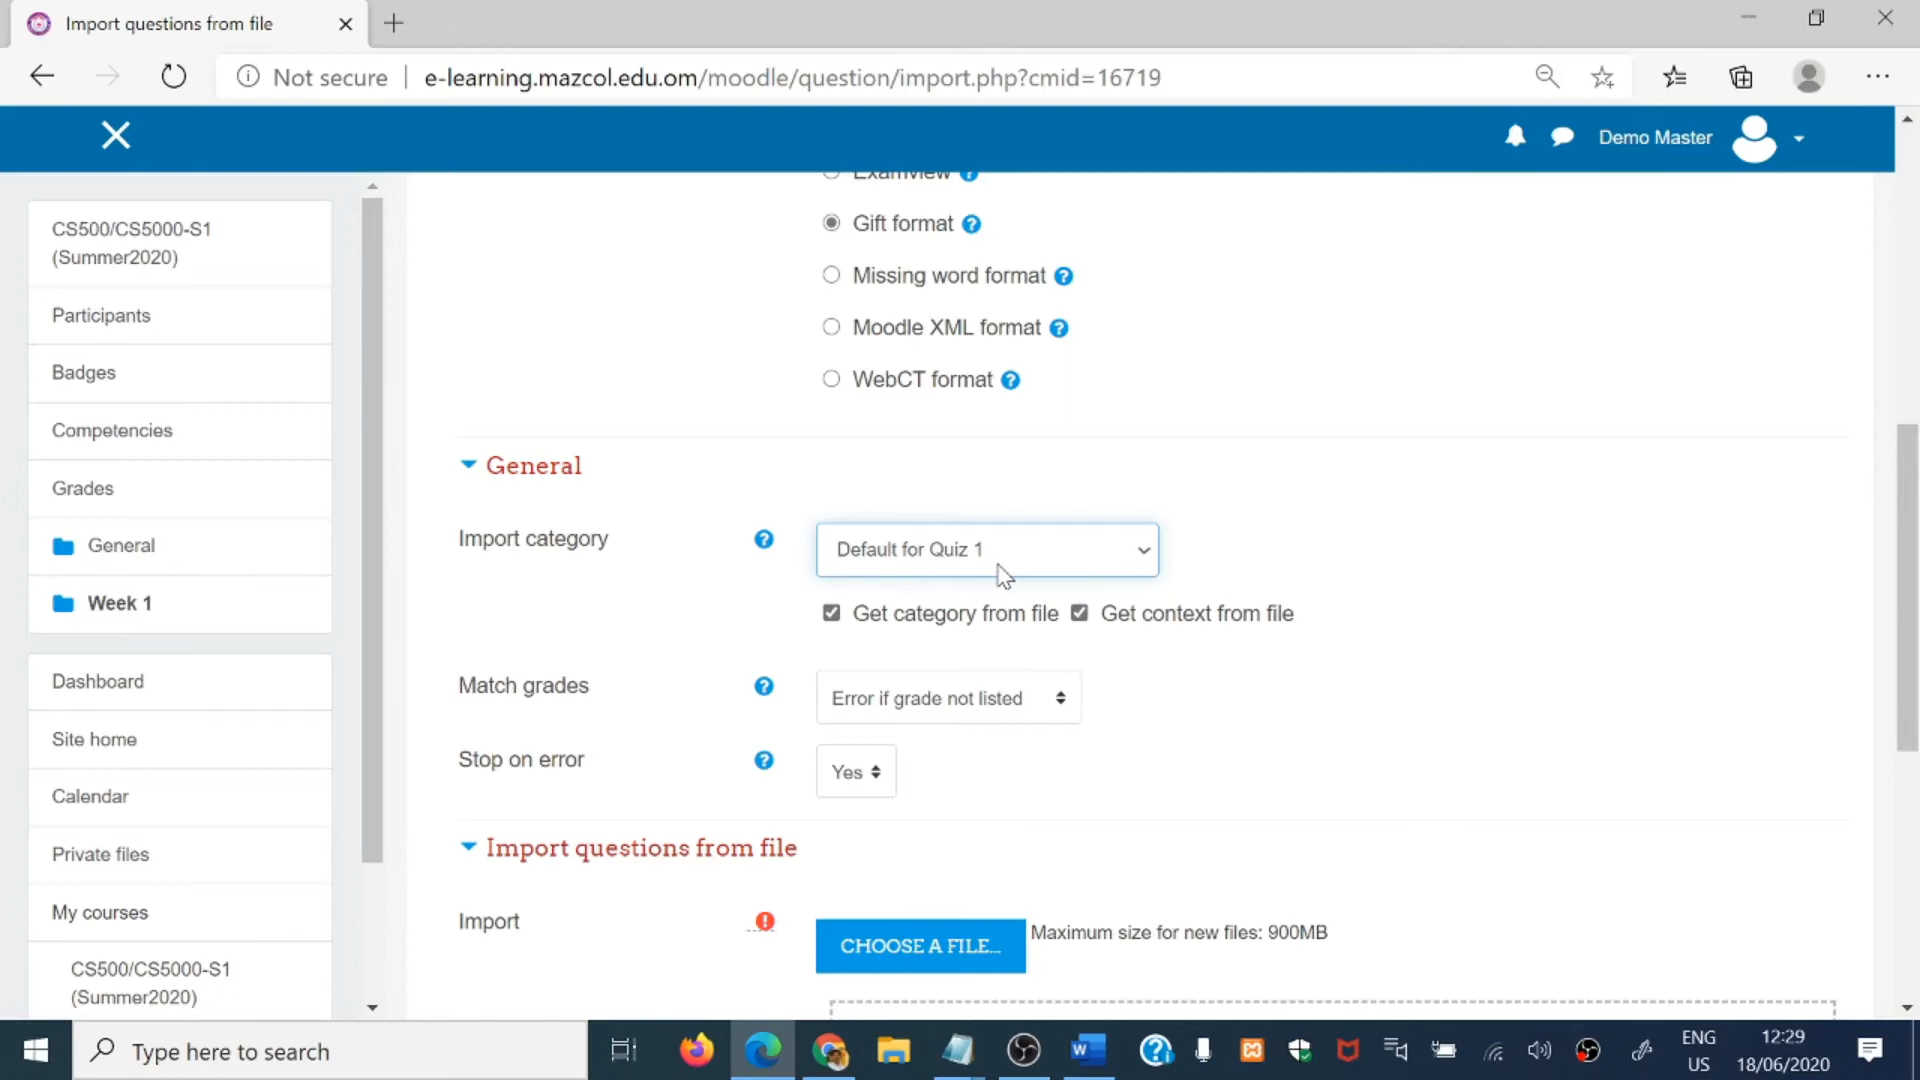 Import questions from file
Not secure
e-learning.mazcol.edu.om/moodle/question/import.php?cmid=16719
Demo Master
CS500/CS5000-S1
(Summer2020)
Participants
Badges
Competencies
Grades
General
Week 1
Dashboard
Site home
Calendar
Private files
My courses
CS500/CS5000-S1
(Summer2020)
Examview
Gift format
Missing word format
Moodle XML format
WebCT format
General
Import category
Default for Quiz 1
Get category from file
Get context from file
Match grades
Error if grade not listed
Stop on error
Yes
Import questions from file
Import
CHOOSE A FILE...
Maximum size for new files: 900MB
Type here to search
ENG
US
12:29
18/06/2020